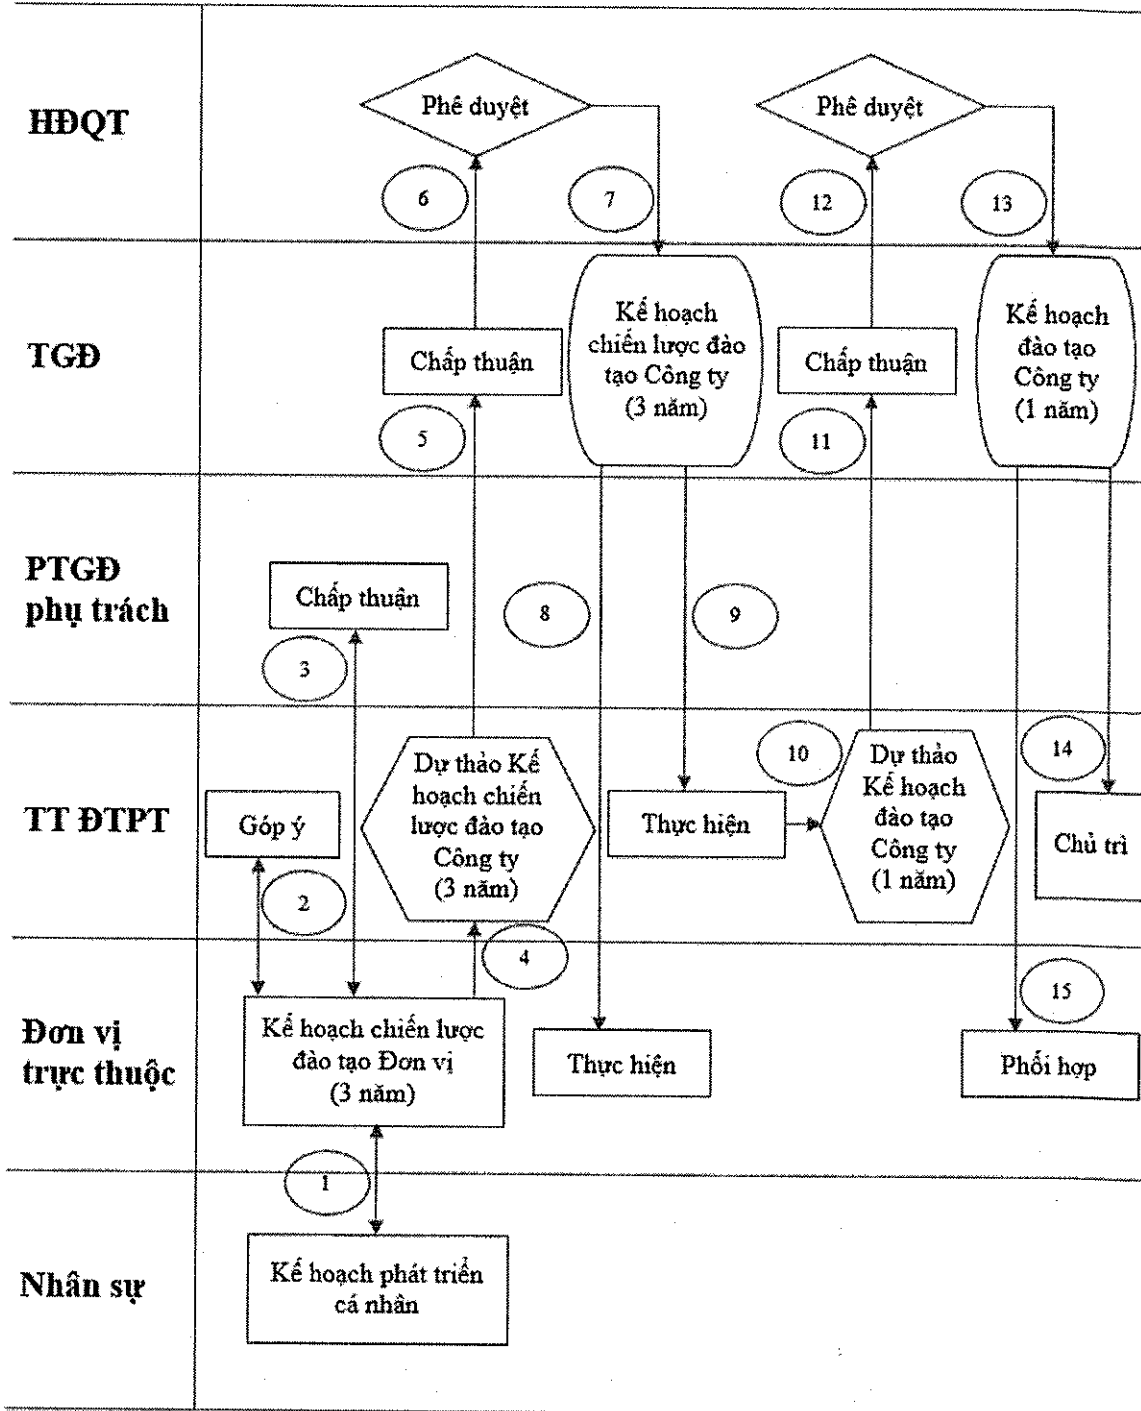 HĐQT
Phê duyệt
Phê duyệt
6
7
12
13
TGĐ
Chấp thuận
Kế hoạch
chiến lược đào
tạo Công ty
(3 năm)
Chấp thuận
Kế hoạch
đào tạo
Công ty
(1 năm)
5
11
PTGĐ
phụ trách
Chấp thuận
3
8
9
TT ĐTPT
Góp ý
2
Dự thảo Kế
hoạch chiến
lược đào tạo
Công ty
(3 năm)
Thực hiện
10
Dự thảo
Kế hoạch
đào tạo
Công ty
(1 năm)
14
Chủ trì
4
15
Đơn vị
trực thuộc
Kế hoạch chiến lược
đào tạo Đơn vị
(3 năm)
Thực hiện
Phối hợp
1
Nhân sự
Kế hoạch phát triển
cá nhân